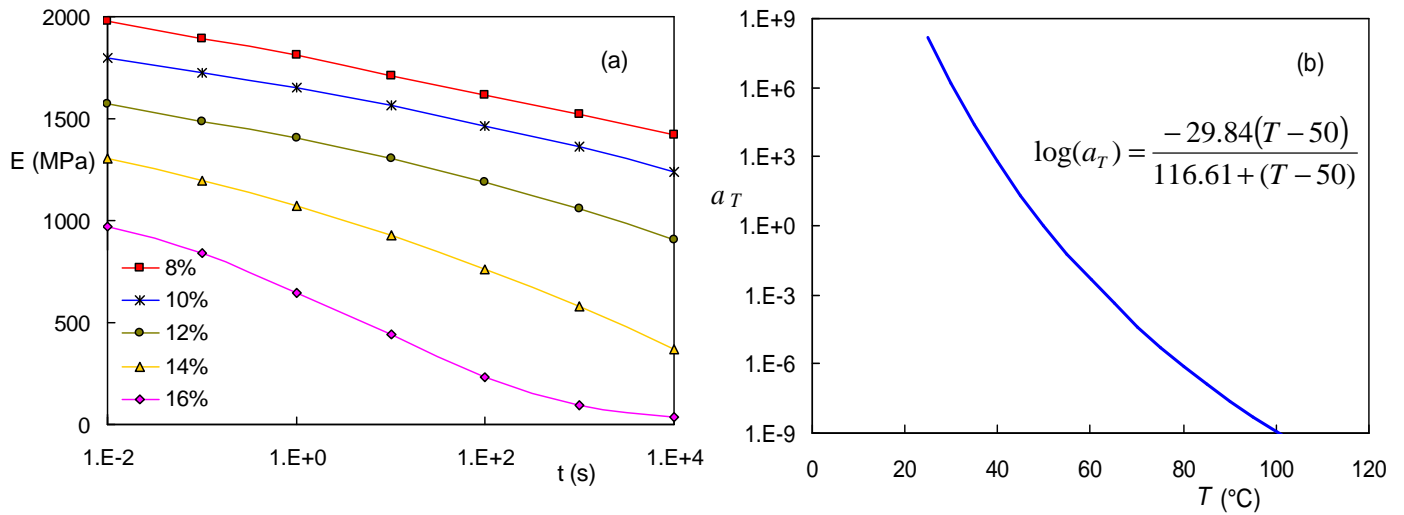 2000
1500
E (MPa)
1000
500
0
(a)
8%
10%
12%
14%
16%
1.E-2
1.E+0
1.E+2
1.E+4
t (s)
1.E+9
1.E+6
1.E+3
a T
1.E+0
1.E-3
1.E-6
1.E-9
(b)
log(a_T) = −29.84(T − 50) / 116.61 + (T − 50)
0
20
40
60
80
100
120
T (°C)